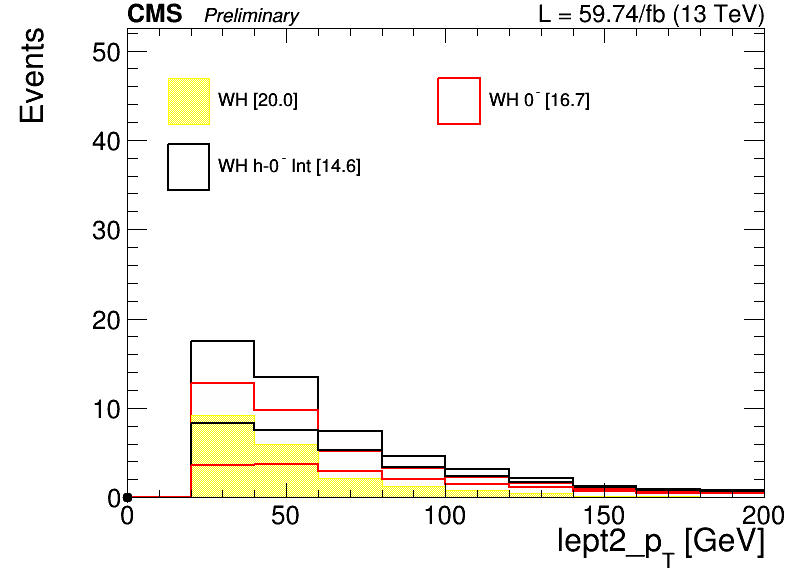 CMS Preliminary L = 59.74/fb (13 TeV)
Events
50
40
30
20
10
0
WH [20.0]
WH 0⁻ [16.7]
WH h-0⁻ Int [14.6]
0 50 100 150 200
lept2_p_T [GeV]